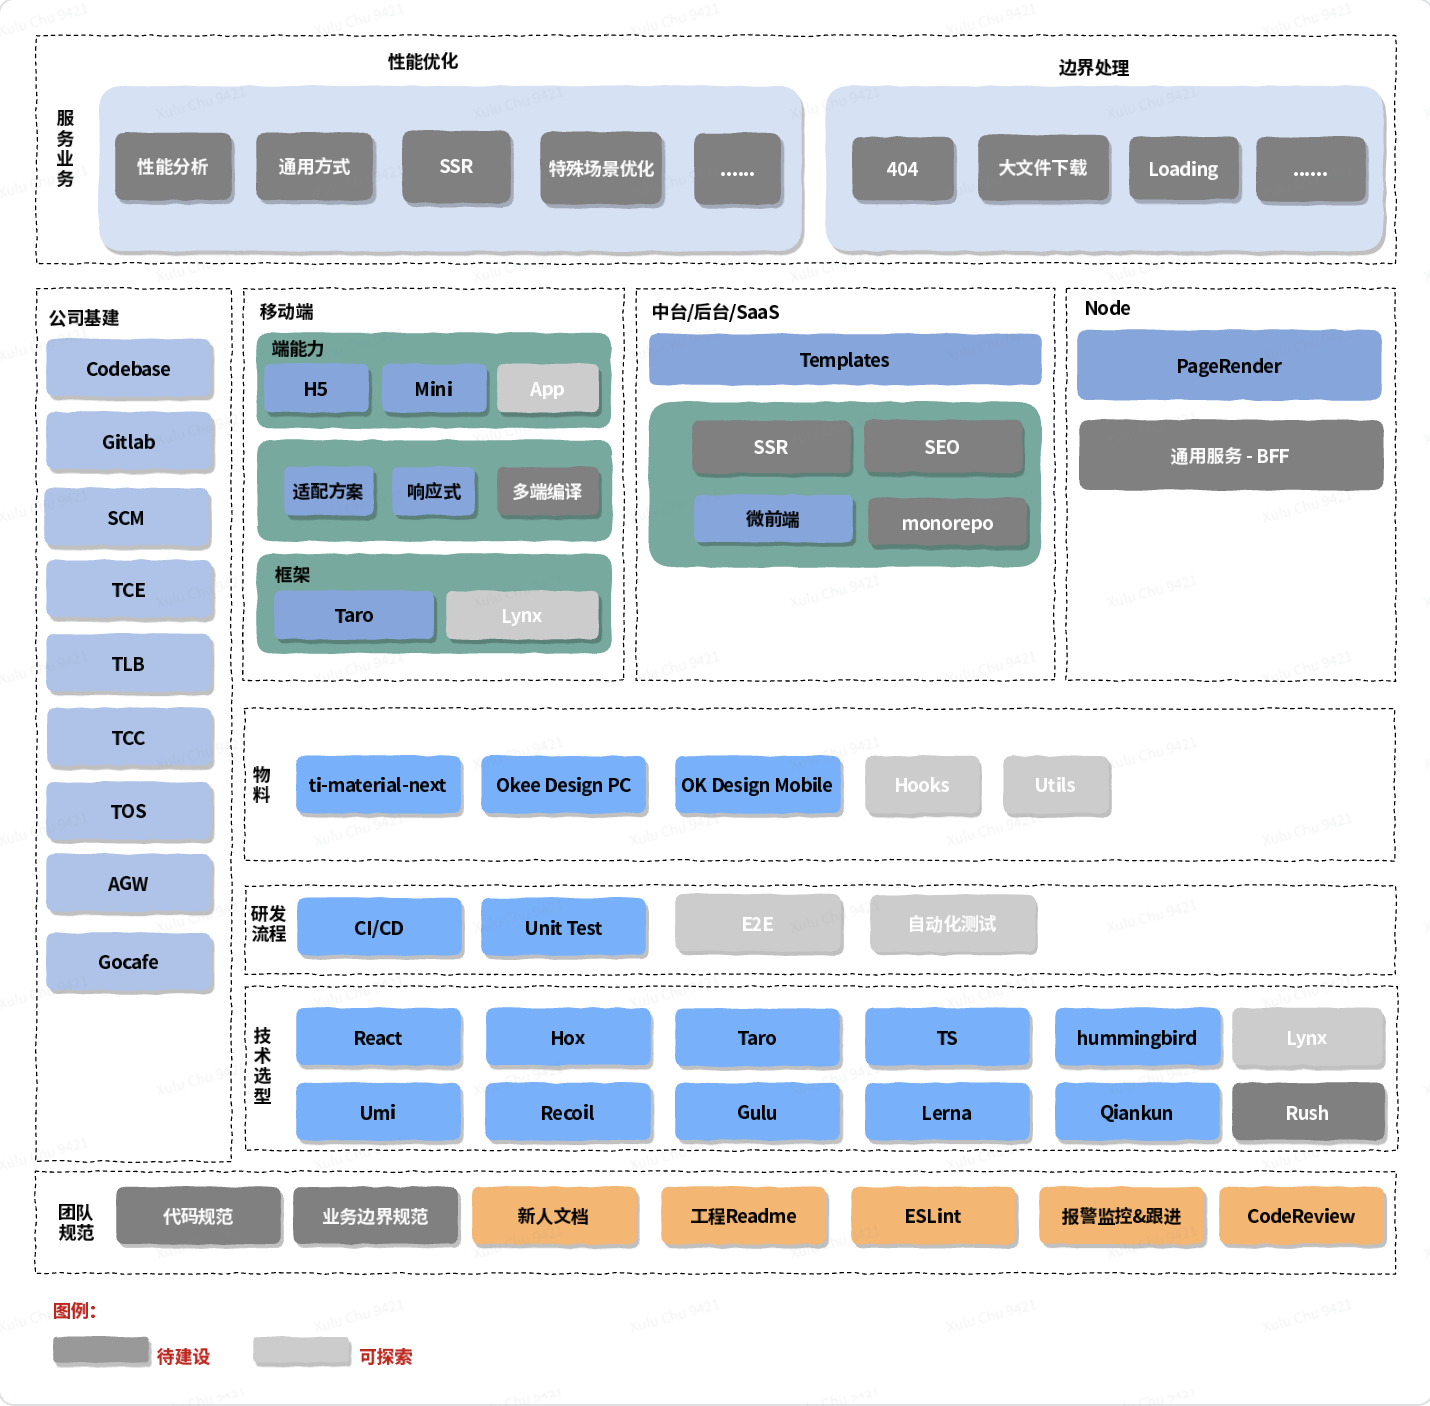 性能优化
边界处理
服
务
业
务
性能分析
通用方式
SSR
特殊场景优化
......
404
大文件下载
Loading
......
公司基建
Codebase
Gitlab
SCM
TCE
TLB
TCC
TOS
AGW
Gocafe
移动端
端能力
H5
Mini
App
适配方案
响应式
多端编译
框架
Taro
Lynx
中台/后台/SaaS
Templates
SSR
SEO
微前端
monorepo
Node
PageRender
通用服务 - BFF
物
料
ti-material-next
Okee Design PC
OK Design Mobile
Hooks
Utils
研发
流程
CI/CD
Unit Test
E2E
自动化测试
技
术
选
型
React
Hox
Taro
TS
hummingbird
Lynx
Umi
Recoil
Gulu
Lerna
Qiankun
Rush
团队
规范
代码规范
业务边界规范
新人文档
工程Readme
ESLint
报警监控&跟进
CodeReview
图例：
待建设
可探索
Xulu Chu 9421